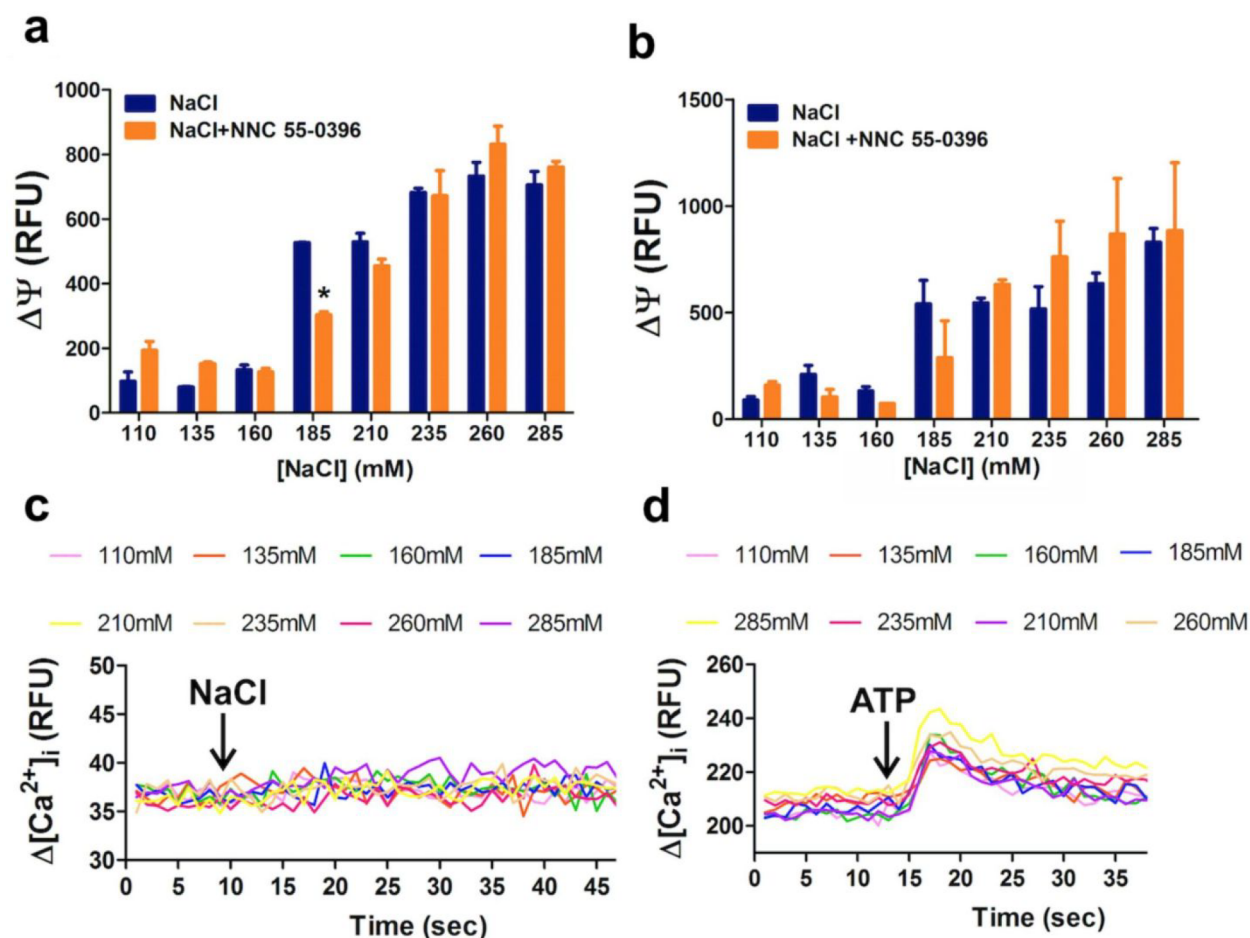 a
1000
800
600
400
200
0
ΔΨ (RFU)
NaCl
NaCl+NNC 55-0396
*
110 135 160 185 210 235 260 285
[NaCl] (mM)
b
1500
1000
500
0
ΔΨ (RFU)
NaCl
NaCl +NNC 55-0396
110 135 160 185 210 235 260 285
[NaCl] (mM)
c
110mM 135mM 160mM 185mM
210mM 235mM 260mM 285mM
50
45
40
35
30
Δ[Ca2+]i (RFU)
NaCl
0 5 10 15 20 25 30 35 40 45
Time (sec)
d
110mM 135mM 160mM 185mM
285mM 235mM 210mM 260mM
260
240
220
200
Δ[Ca2+]i (RFU)
ATP
0 5 10 15 20 25 30 35
Time (sec)